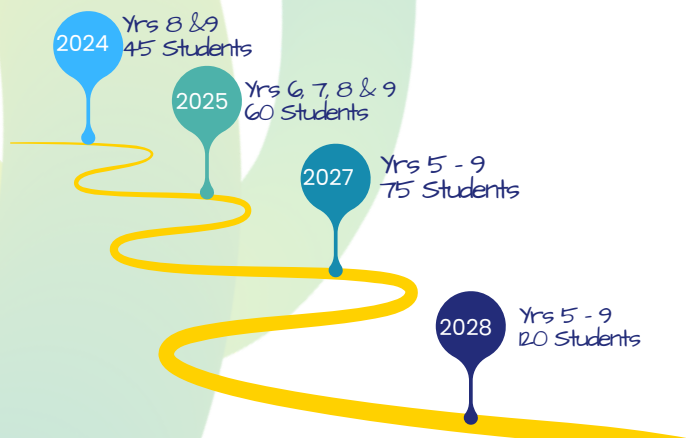 2024
Yrs 8 & 9
45 Students
2025
Yrs 6, 7, 8 & 9
60 Students
2027
Yrs 5 - 9
75 Students
2028
Yrs 5 - 9
120 Students